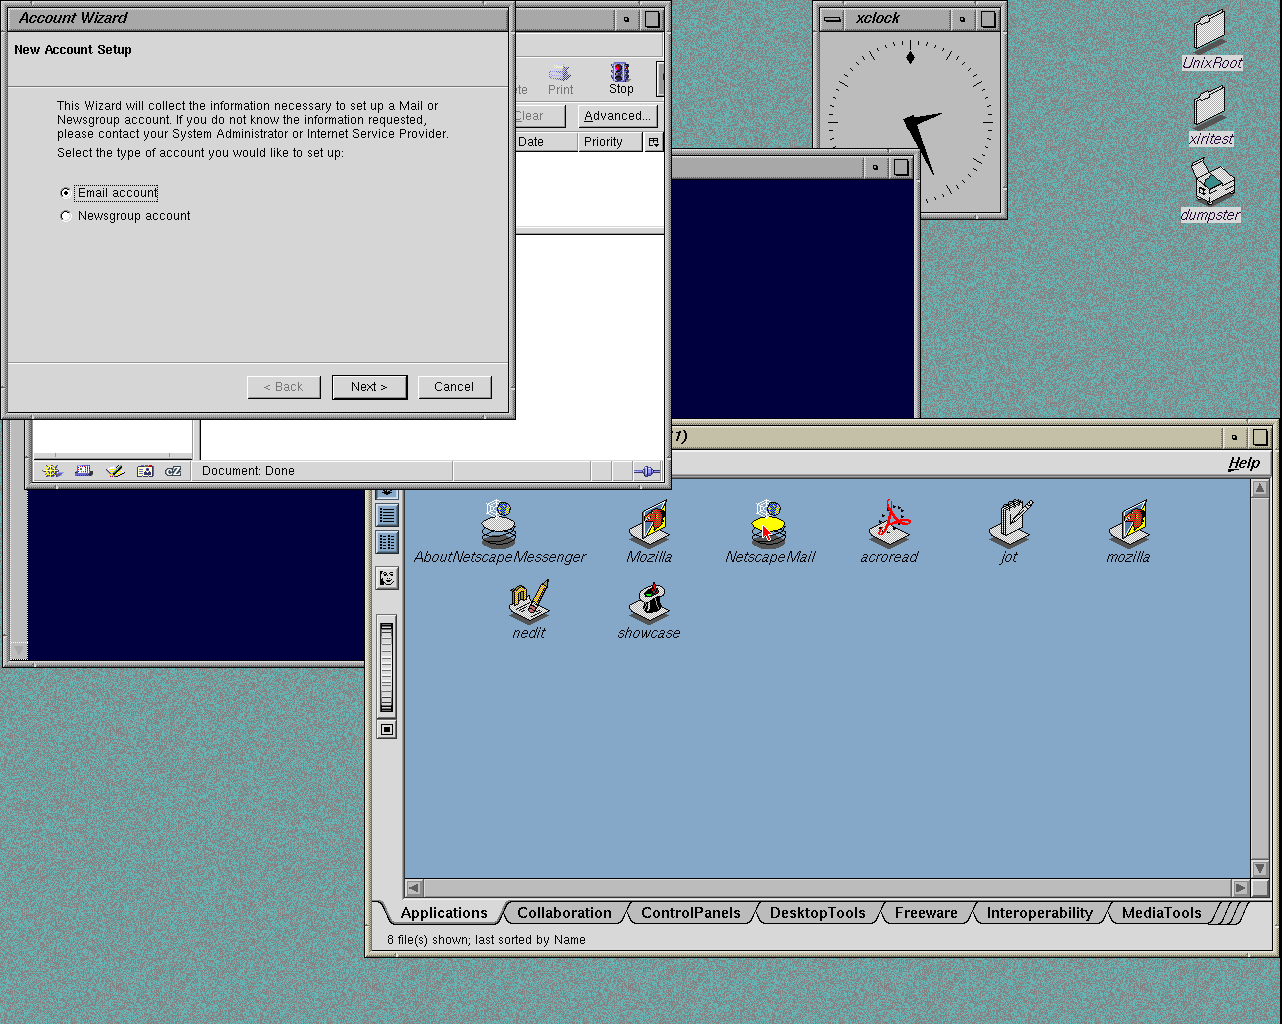 Account Wizard
New Account Setup
This Wizard will collect the information necessary to set up a Mail or
Newsgroup account. If you do not know the information requested,
please contact your System Administrator or Internet Service Provider.
Select the type of account you would like to set up:
Email account
Newsgroup account
< Back
Next >
Cancel
Print
Stop
Clear
Advanced...
Date
Priority
Document: Done
xclock
UnixRoot
xiritest
dumpster
1)
Help
AboutNetscapeMessenger
Mozilla
NetscapeMail
acroread
jot
mozilla
nedit
showcase
Applications
Collaboration
ControlPanels
DesktopTools
Freeware
Interoperability
MediaTools
8 file(s) shown; last sorted by Name